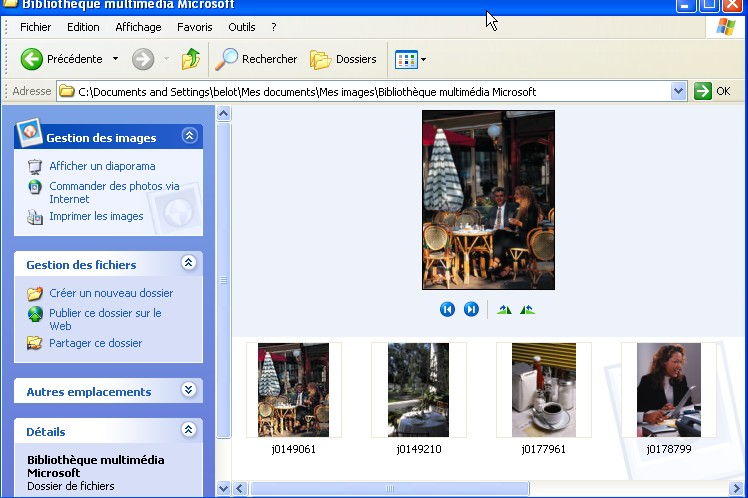 Bibliothèque multimédia Microsoft
Fichier Edition Affichage Favoris Outils ?
Précédente Rechercher Dossiers
Adresse C:\Documents and Settings\belot\Mes documents\Mes images\Bibliothèque multimédia Microsoft OK
Gestion des images
Afficher un diaporama
Commander des photos via
Internet
Imprimer les images
Gestion des fichiers
Créer un nouveau dossier
Publier ce dossier sur le
Web
Partager ce dossier
Autres emplacements
Détails
Bibliothèque multimédia
Microsoft
Dossier de fichiers
j0149061 j0149210 j0177961 j0178799